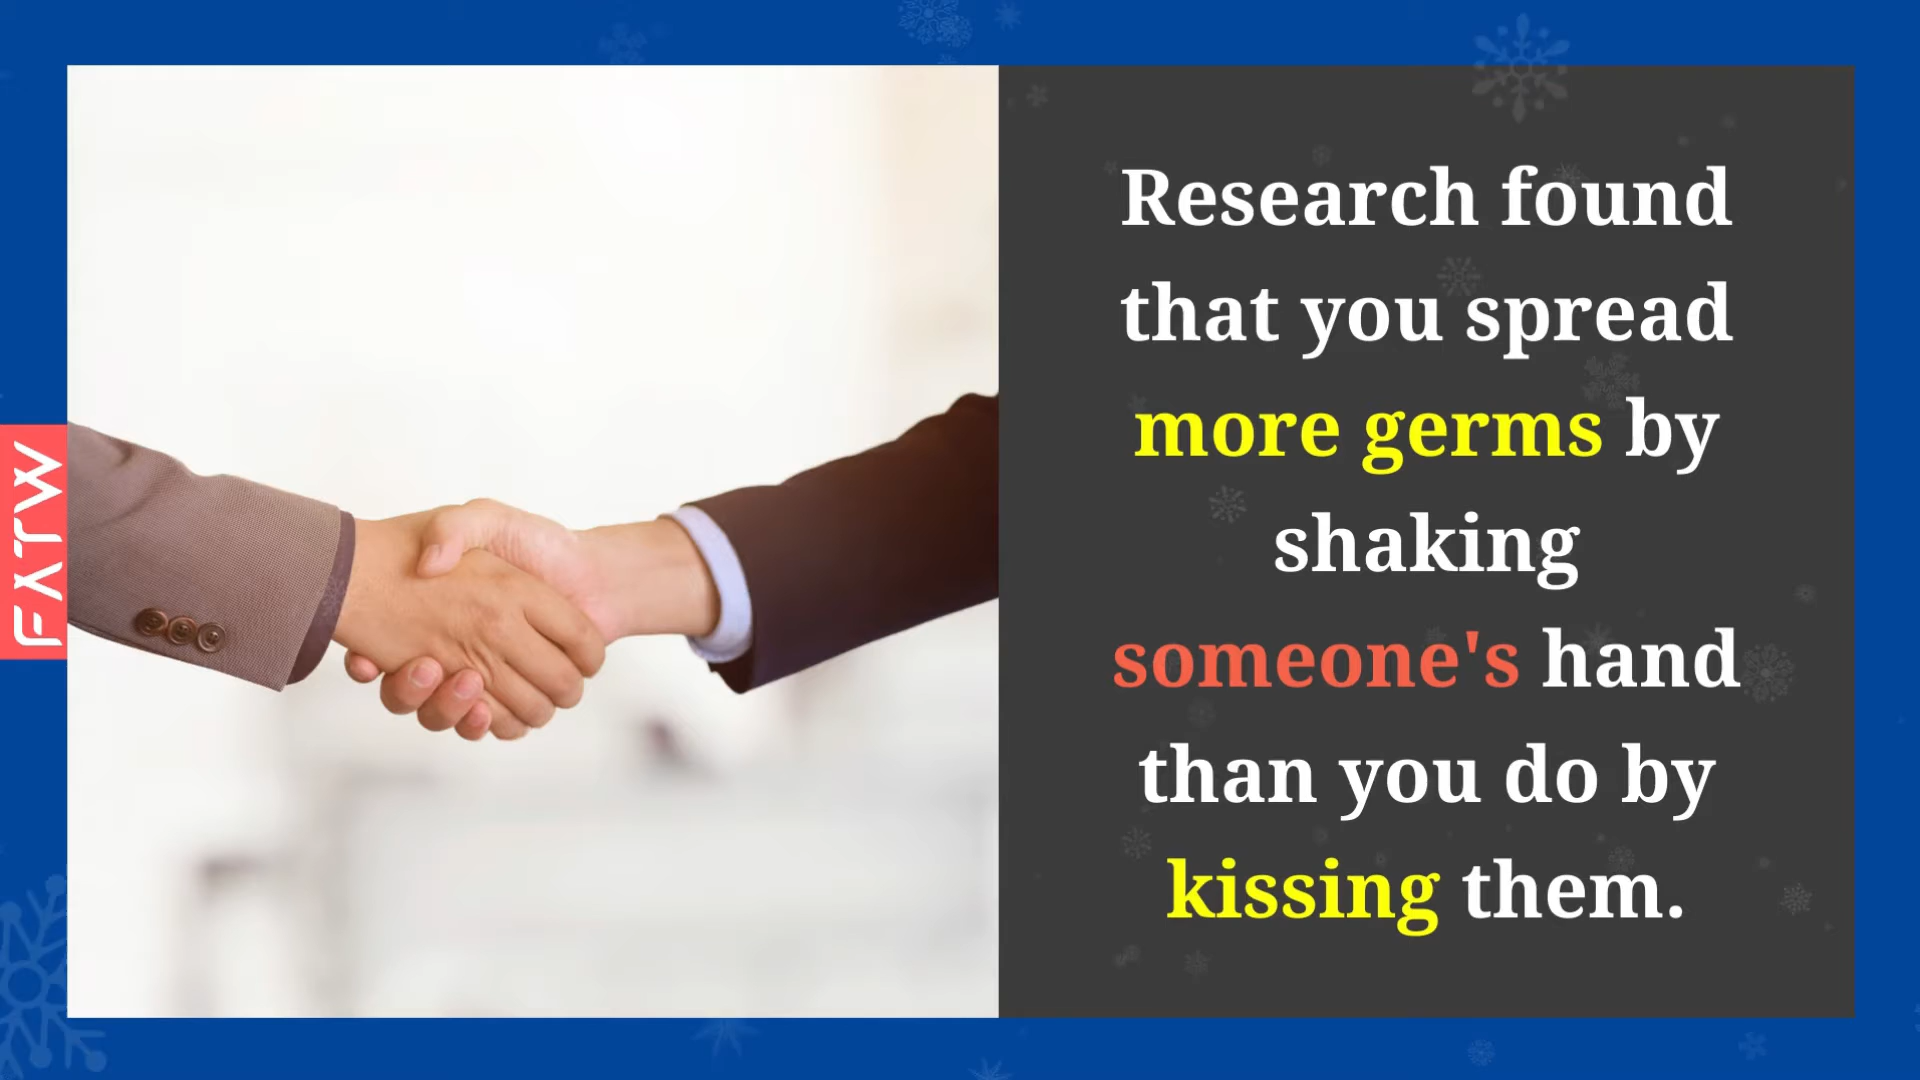 FATW
Research found
that you spread
more germs by
shaking
someone's hand
than you do by
kissing them.